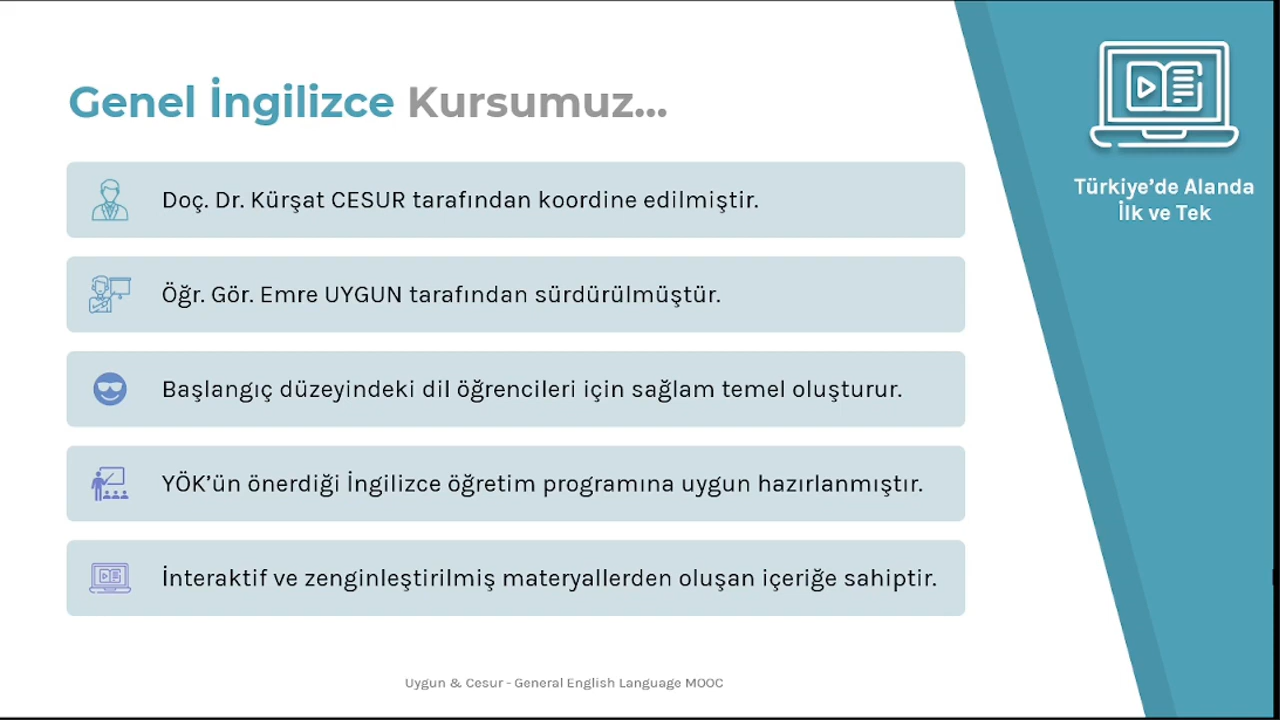 Genel İngilizce Kursumuz...
Doç. Dr. Kürşat CESUR tarafından koordine edilmiştir.
Öğr. Gör. Emre UYGUN tarafından sürdürülmüştür.
Başlangıç düzeyindeki dil öğrencileri için sağlam temel oluşturur.
YÖK’ün önerdiği İngilizce öğretim programına uygun hazırlanmıştır.
İnteraktif ve zenginleştirilmiş materyallerden oluşan içeriğe sahiptir.
Türkiye’de Alanda
İlk ve Tek
Uygun & Cesur - General English Language MOOC